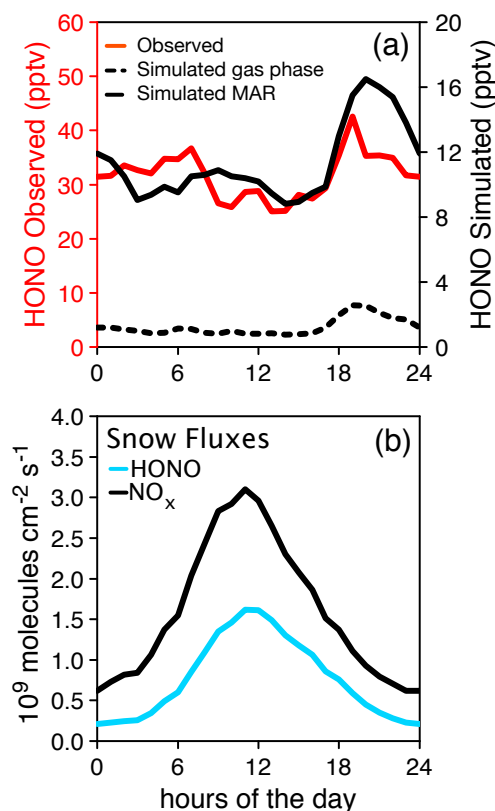 (a)
Observed
Simulated gas phase
Simulated MAR
HONO Observed (pptv)
60
50
40
30
20
10
0
HONO Simulated (pptv)
20
16
12
8
4
0
0 6 12 18 24
(b)
Snow Fluxes
HONO
NOx
10⁹ molecules cm⁻² s⁻¹
4.0
3.5
3.0
2.5
2.0
1.5
1.0
0.5
0.0
0 6 12 18 24
hours of the day